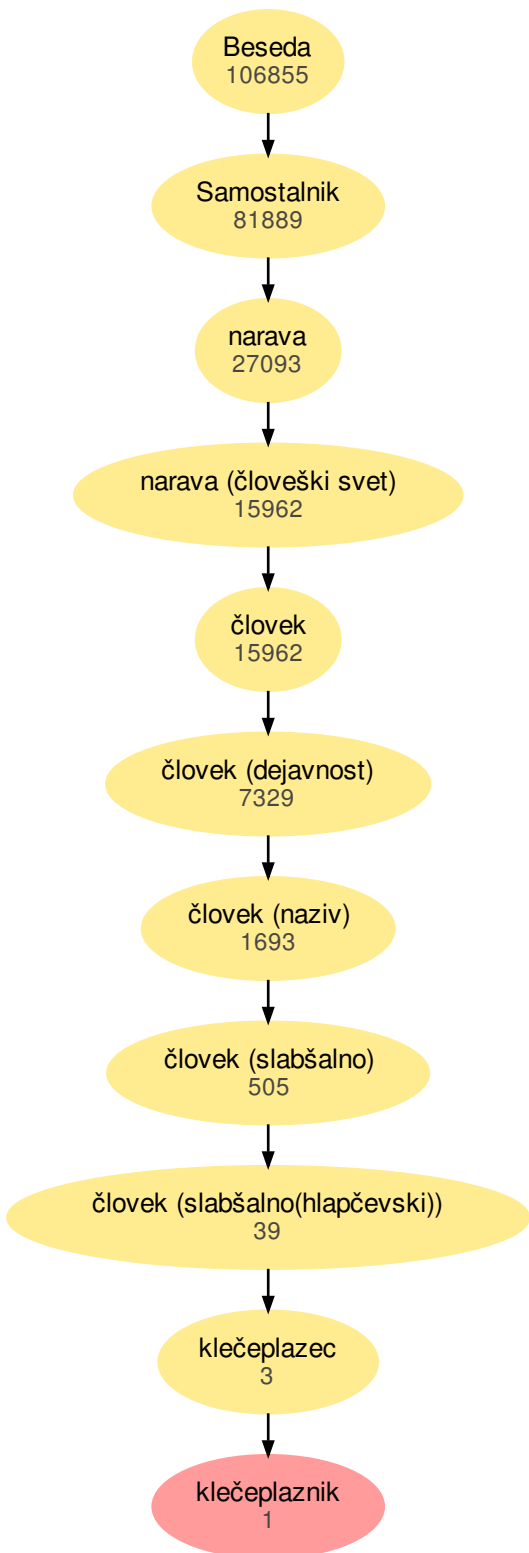 Beseda
106855
Samostalnik
81889
narava
27093
narava (človeški svet)
15962
človek
15962
človek (dejavnost)
7329
človek (naziv)
1693
človek (slabšalno)
505
človek (slabšalno(hlapčevski))
39
klečeplazec
3
klečeplaznik
1